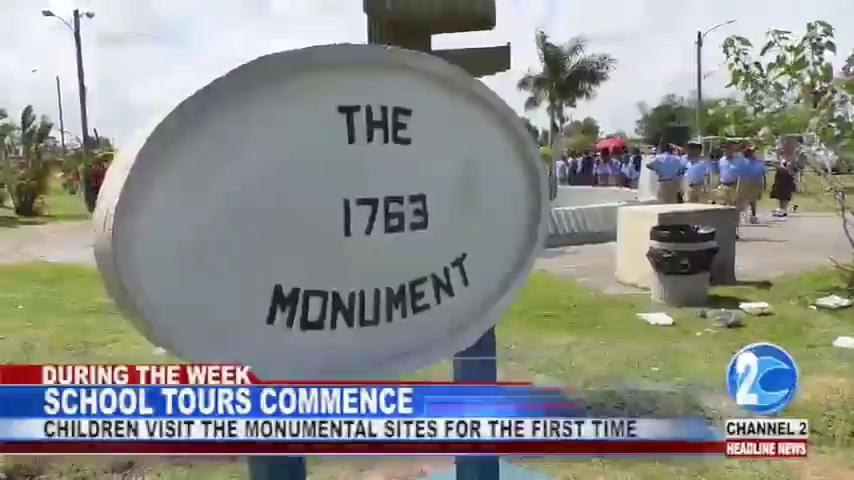 THE
1763
MONUMENT
DURING THE WEEK
SCHOOL TOURS COMMENCE
CHILDREN VISIT THE MONUMENTAL SITES FOR THE FIRST TIME
2
CHANNEL 2
HEADLINE NEWS